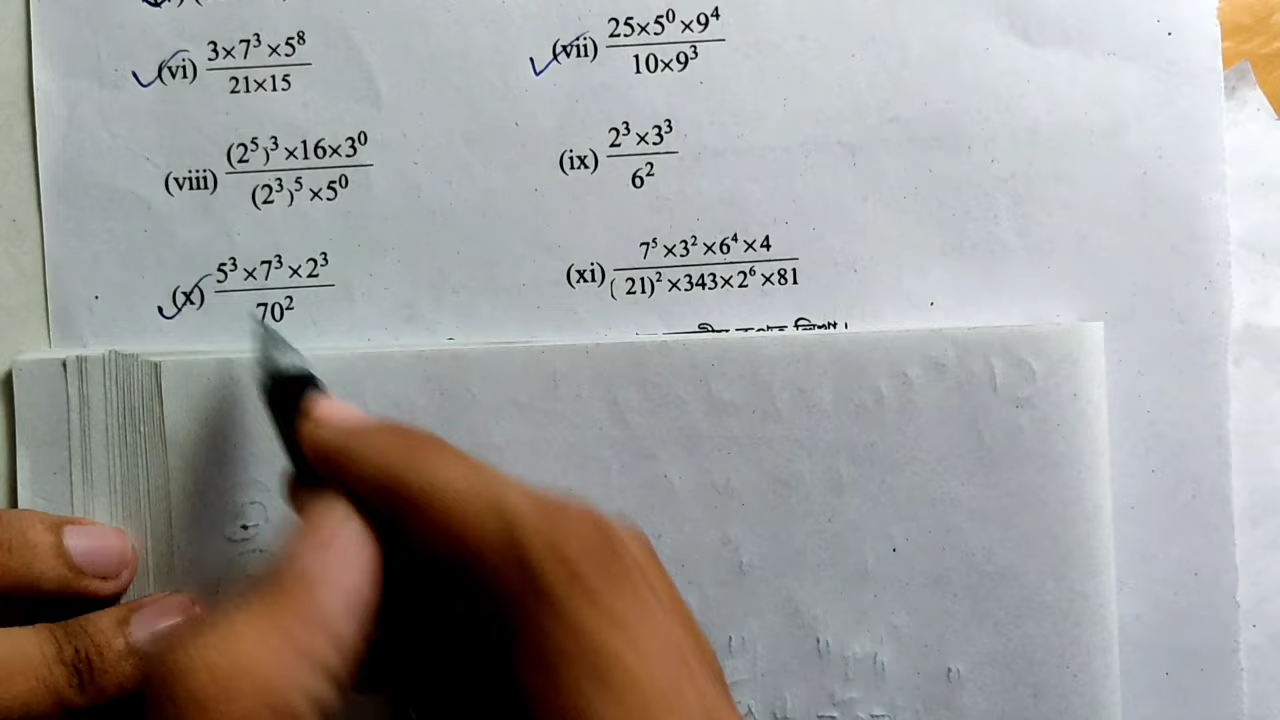 (vi) 3×7³×5⁸ / 21×15
(vii) 25×5⁰×9⁴ / 10×9³
(viii) (2⁵)³×16×3⁰ / (2³)⁵×5⁰
(ix) 2³×3³ / 6²
(x) 5³×7³×2³ / 70²
(xi) 7⁵×3²×6⁴×4 / (21)²×343×2⁶×81